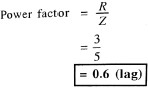 Power factor = R/Z
= 3/5
= 0.6 (lag)